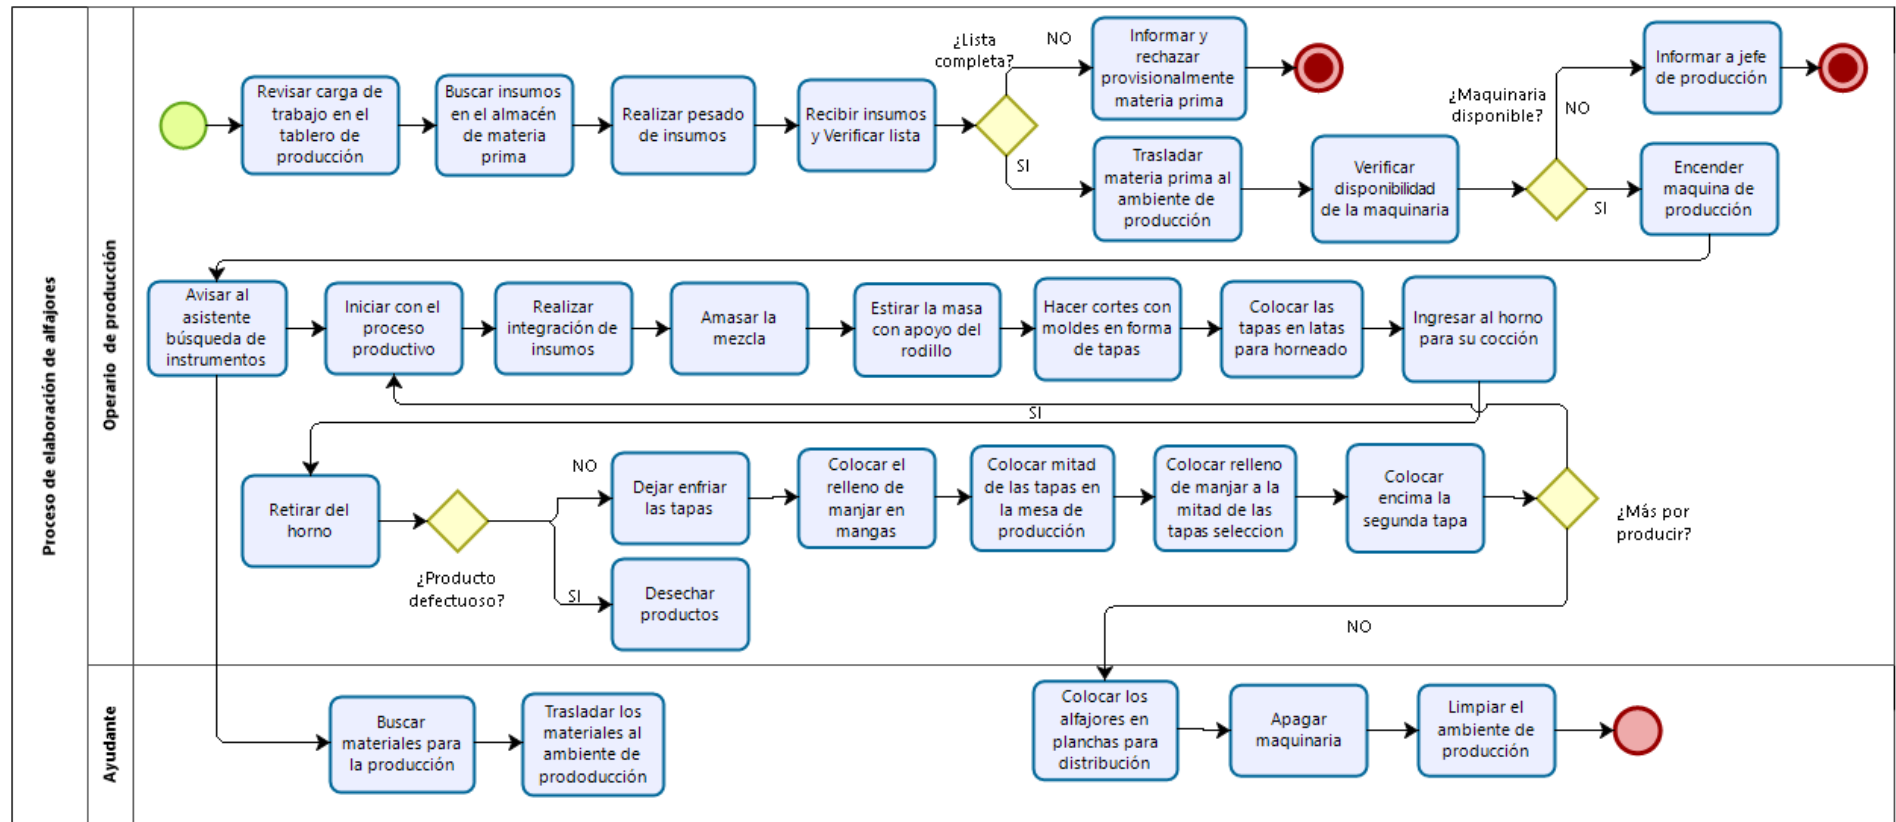 Proceso de elaboración de alfajores
Operario de producción
Revisar carga de
trabajo en el
tablero de
producción
Buscar insumos
en el almacén
de materia
prima
Realizar pesado
de insumos
Recibir insumos
y Verificar lista
¿Lista
completa?
NO
Informar y
rechazar
provisionalmente
materia prima
SI
Trasladar
materia prima al
ambiente de
producción
Verificar
disponibilidad
de la maquinaria
¿Maquinaria
disponible?
NO
Informar a jefe
de producción
SI
Encender
maquina de
producción
Avisar al
asistente
búsqueda de
instrumentos
Iniciar con el
proceso
productivo
Realizar
integración de
insumos
Amasar la
mezcla
Estirar la masa
con apoyo del
rodillo
Hacer cortes con
moldes en forma
de tapas
Colocar las
tapas en latas
para horneado
Ingresar al horno
para su cocción
SI
Retirar del
horno
¿Producto
defectuoso?
NO
Dejar enfriar
las tapas
SI
Desechar
productos
Colocar el
relleno de
manjar en
mangas
Colocar mitad
de las tapas en
la mesa de
producción
Colocar relleno
de manjar a la
mitad de las
tapas seleccion
Colocar
encima la
segunda tapa
¿Más por
producir?
NO
Ayudante
Buscar
materiales para
la producción
Trasladar los
materiales al
ambiente de
prododucción
Colocar los
alfajores en
planchas para
distribución
Apagar
maquinaria
Limpiar el
ambiente de
producción